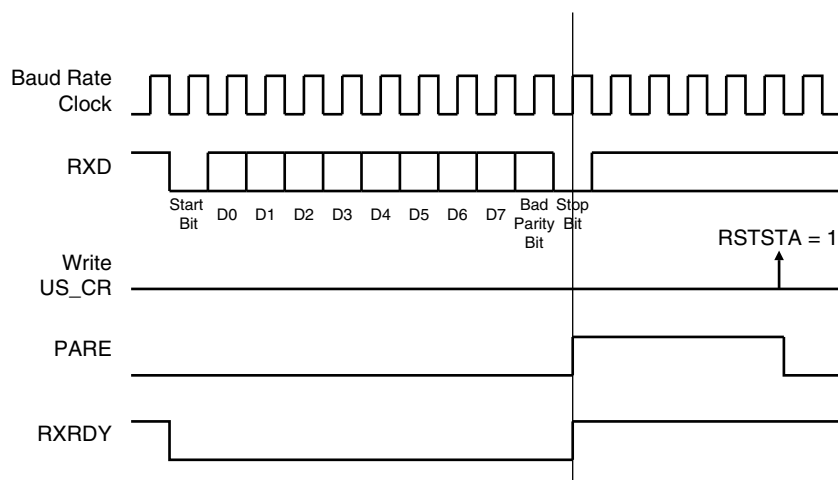 Baud Rate
Clock
RXD
Start
Bit
D0 D1 D2 D3 D4 D5 D6 D7
Bad
Parity
Bit
Stop
Bit
RSTSTA = 1
Write
US_CR
PARE
RXRDY